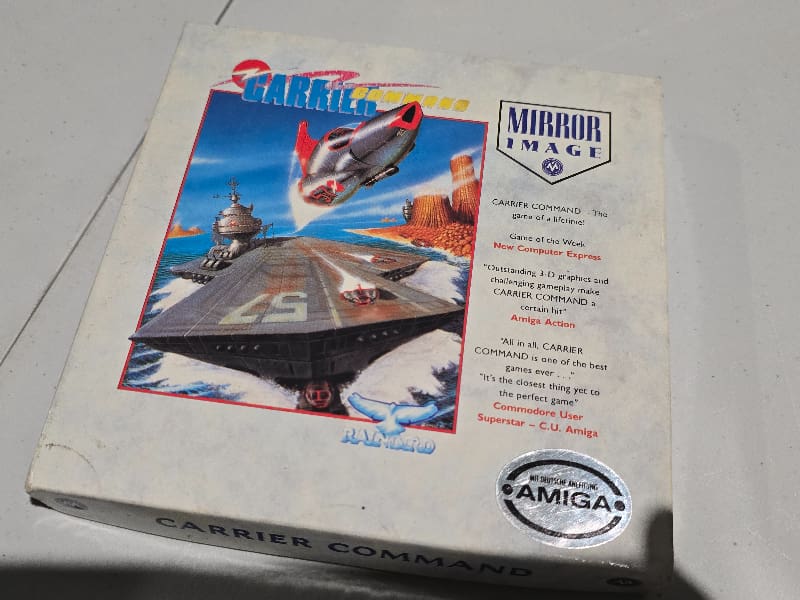 CARRIER COMMAND
MIRROR
IMAGE
CARRIER COMMAND - The
game of a lifetime!
Game of the Week
New Computer Express
"Outstanding 3-D graphics and
challenging gameplay make
CARRIER COMMAND a
certain hit"
Amiga Action
"All in all, CARRIER
COMMAND is one of the best
games ever . . ."
"It's the closest thing yet to
the perfect game"
Commodore User
Superstar – C.U. Amiga
57
RAINBIRD
MIT DEUTSCHE ANLEITUNG
AMIGA
CARRIER COMMAND